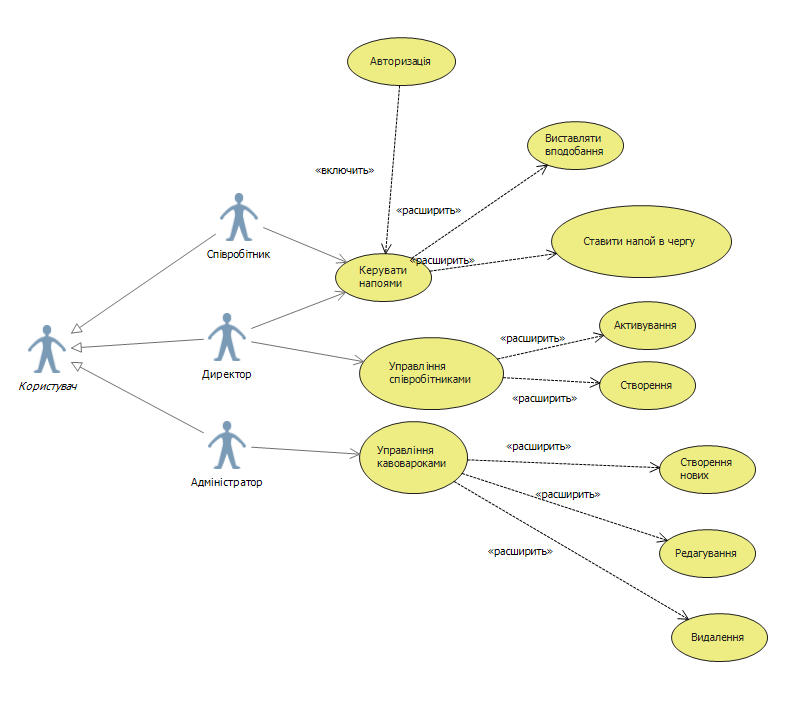 Авторизація
Виставляти
вподобання
«включить»
«расширить»
Співробітник
Ставити напой в чергу
«расширить»
Керувати
напоями
Активування
«расширить»
Користувач
Директор
Управління
співробітниками
Створення
«расширить»
Адміністратор
Управління
кавовароками
«расширить»
Створення
нових
«расширить»
Редагування
«расширить»
Видалення